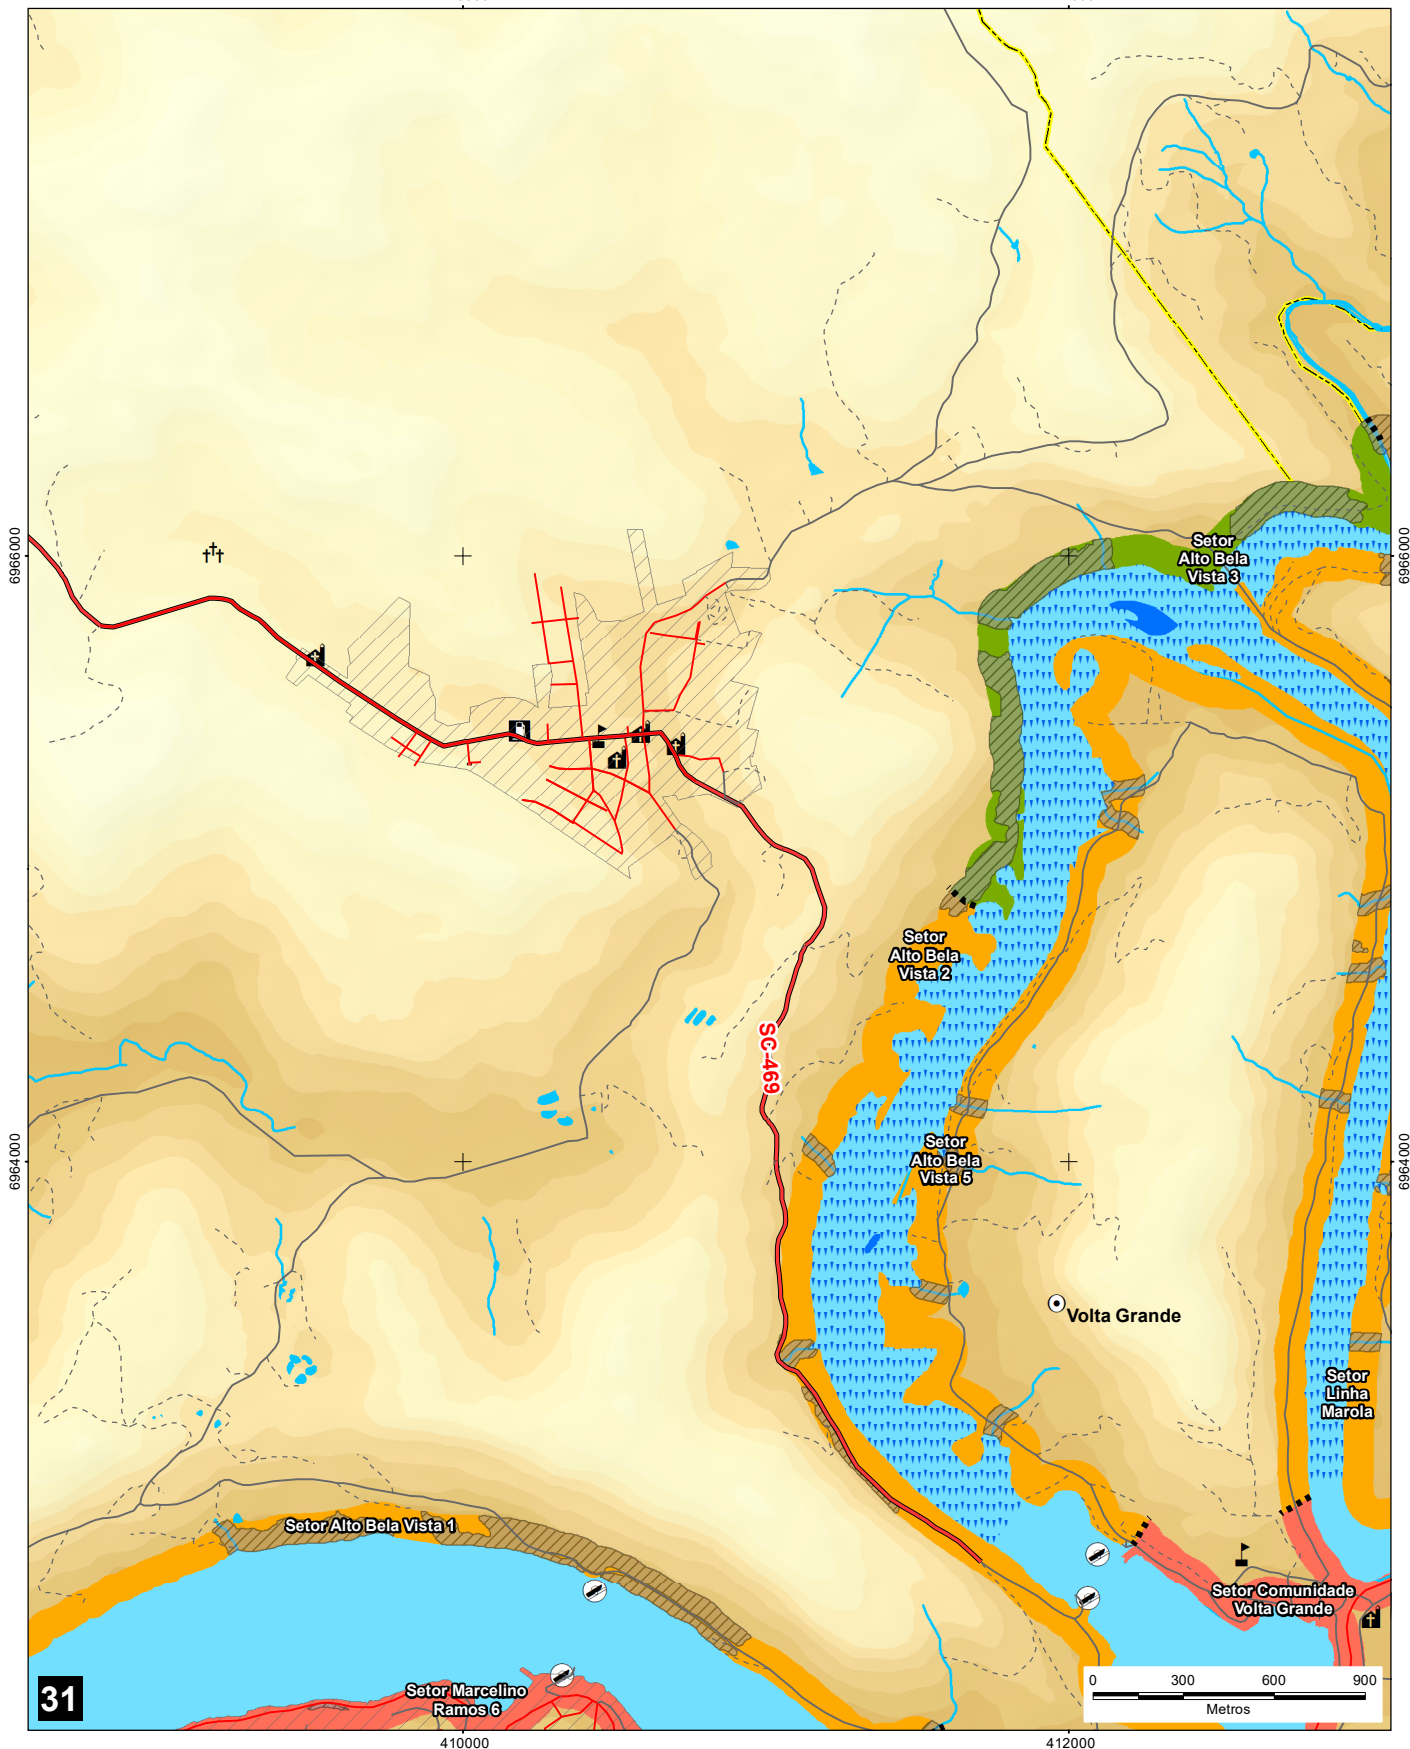 6966000
6966000
Setor
Alto Bela
Vista 3
Setor
Alto Bela
Vista 2
SC-469
6964000
6964000
Setor
Alto Bela
Vista 5
Volta Grande
Setor
Linha
Marola
Setor Alto Bela Vista 1
Setor Comunidade
Volta Grande
Setor Marcelino
Ramos 6
31
0 300 600 900
Metros
410000
412000